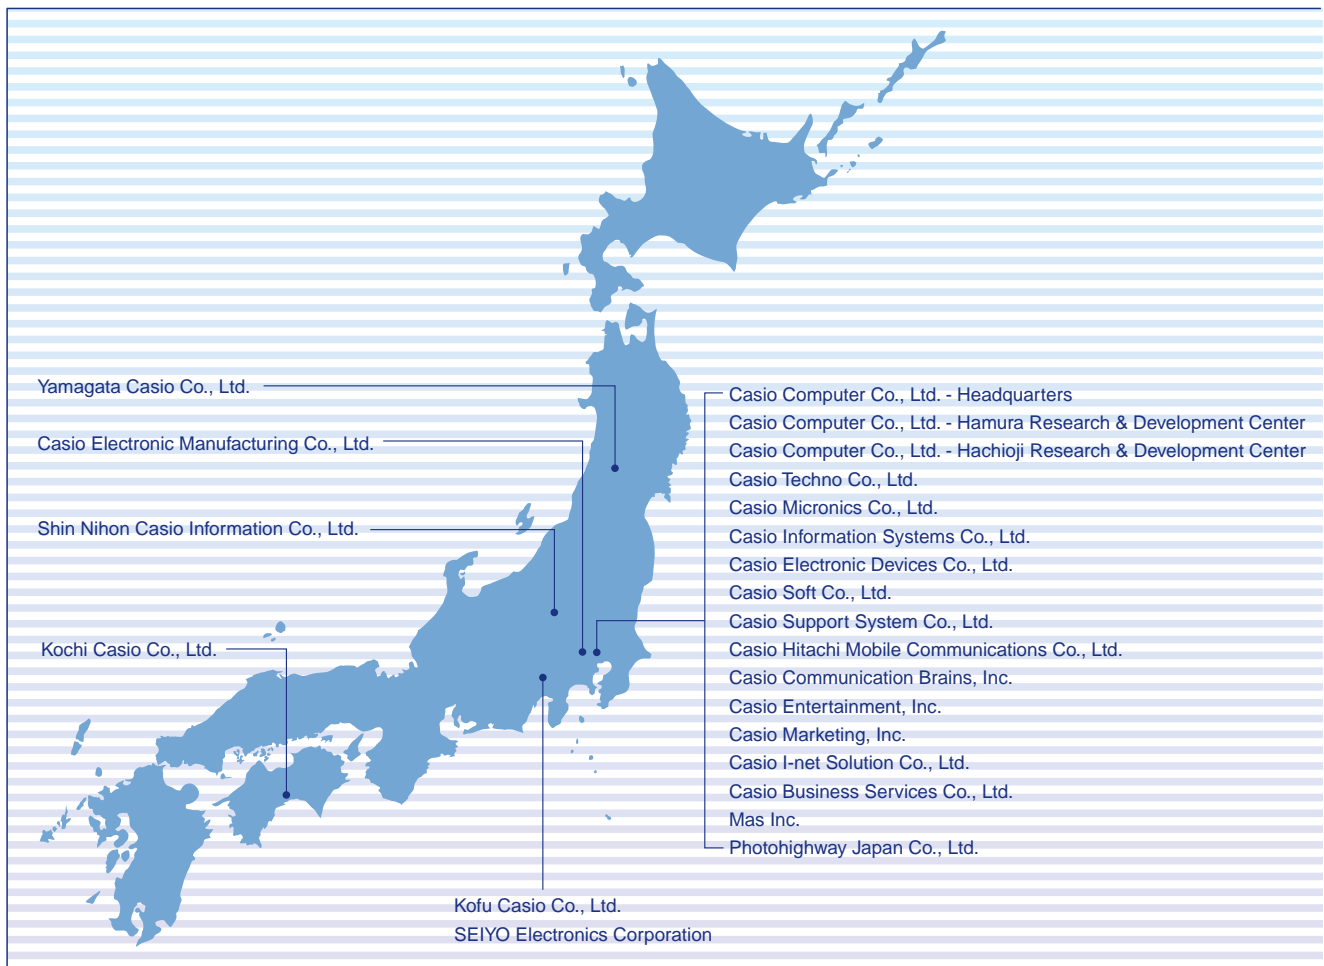 Yamagata Casio Co., Ltd.
Casio Electronic Manufacturing Co., Ltd.
Shin Nihon Casio Information Co., Ltd.
Kochi Casio Co., Ltd.
Casio Computer Co., Ltd. - Headquarters
Casio Computer Co., Ltd. - Hamura Research & Development Center
Casio Computer Co., Ltd. - Hachioji Research & Development Center
Casio Techno Co., Ltd.
Casio Micronics Co., Ltd.
Casio Information Systems Co., Ltd.
Casio Electronic Devices Co., Ltd.
Casio Soft Co., Ltd.
Casio Support System Co., Ltd.
Casio Hitachi Mobile Communications Co., Ltd.
Casio Communication Brains, Inc.
Casio Entertainment, Inc.
Casio Marketing, Inc.
Casio I-net Solution Co., Ltd.
Casio Business Services Co., Ltd.
Mas Inc.
Photohighway Japan Co., Ltd.
Kofu Casio Co., Ltd.
SEIYO Electronics Corporation